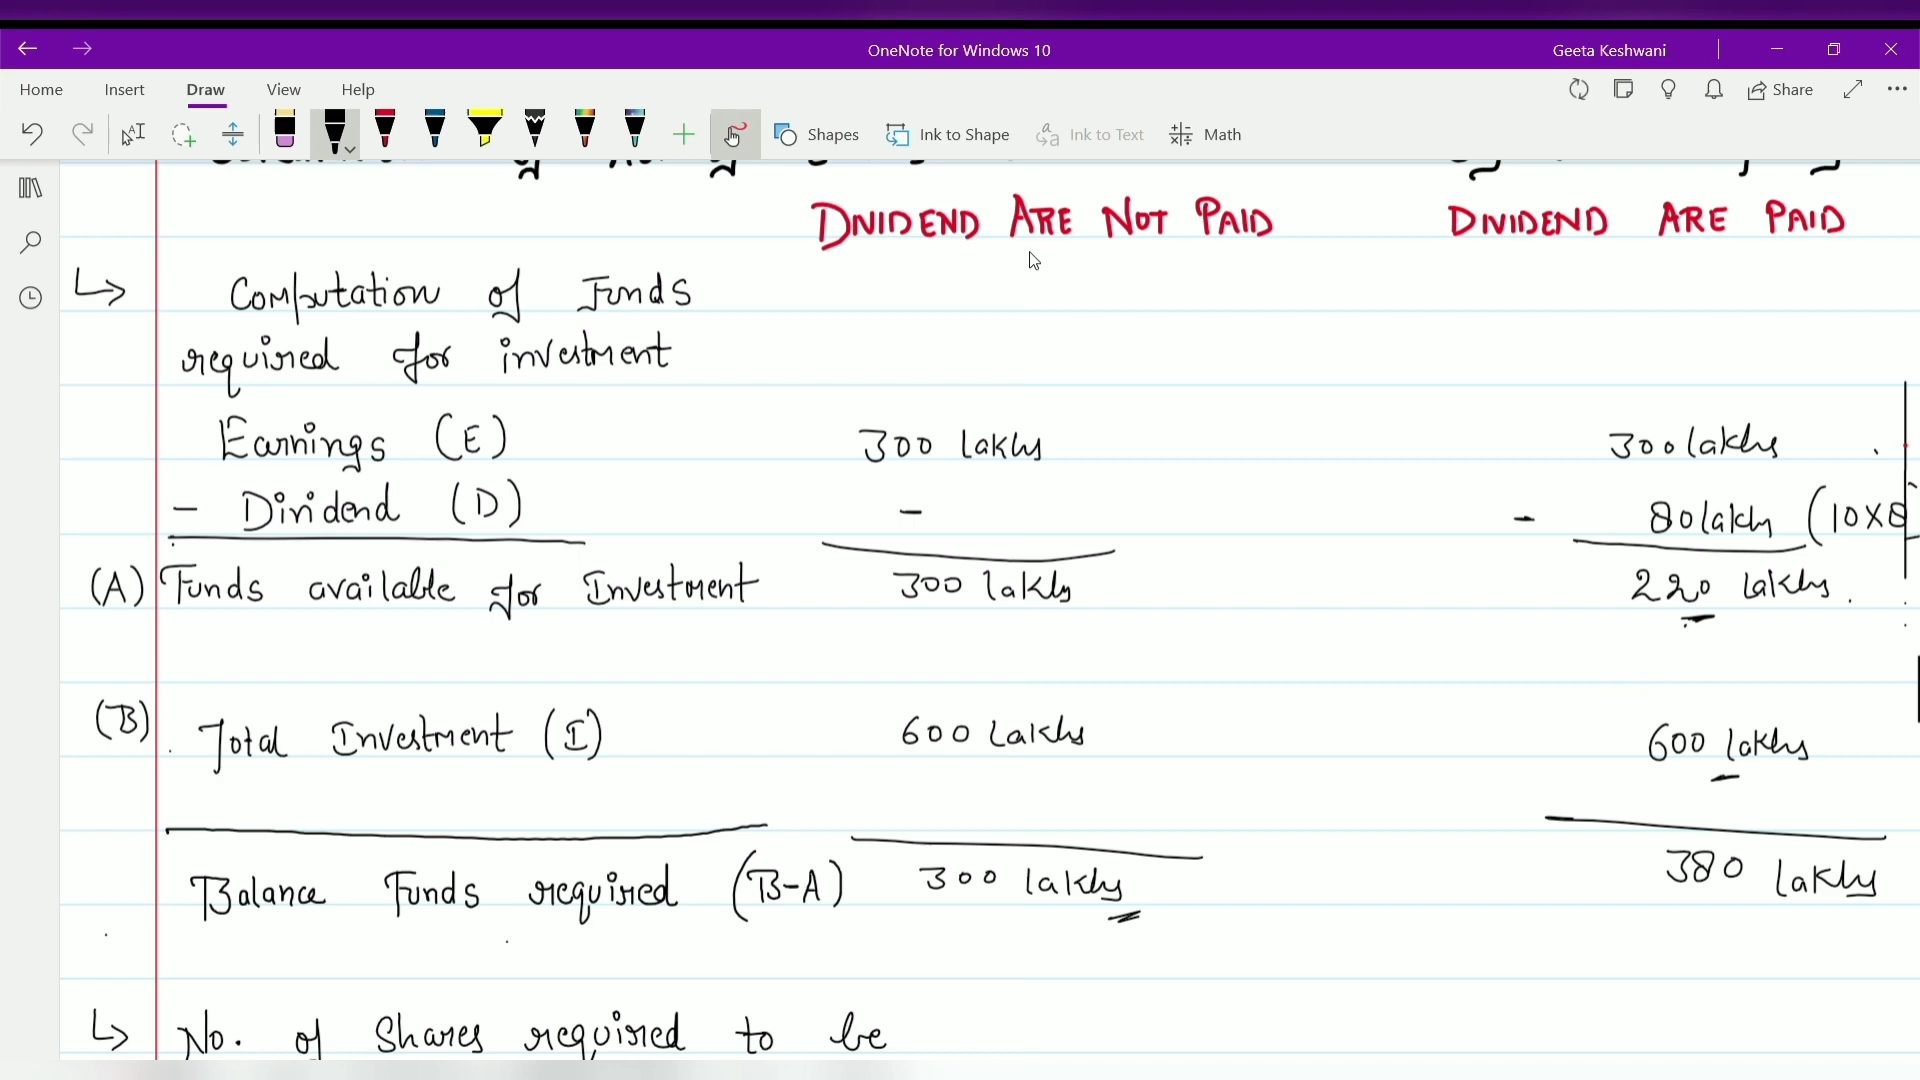 OneNote for Windows 10
Geeta Keshwani
Home Insert Draw View Help
Share
Shapes Ink to Shape Ink to Text Math
DIVIDEND ARE NOT PAID DIVIDEND ARE PAID
Computation of Funds
required for investment
Earnings (E) 300 lakhs 300 lakhs
- Dividend (D) - - 80 lakhs (10X8
(A) Funds available for Investment 300 lakhs 220 lakhs.
(B) Total Investment (I) 600 Lakhs 600 lakhs
Balance Funds required (B-A) 300 lakhs 380 lakhs
No. of Shares required to be